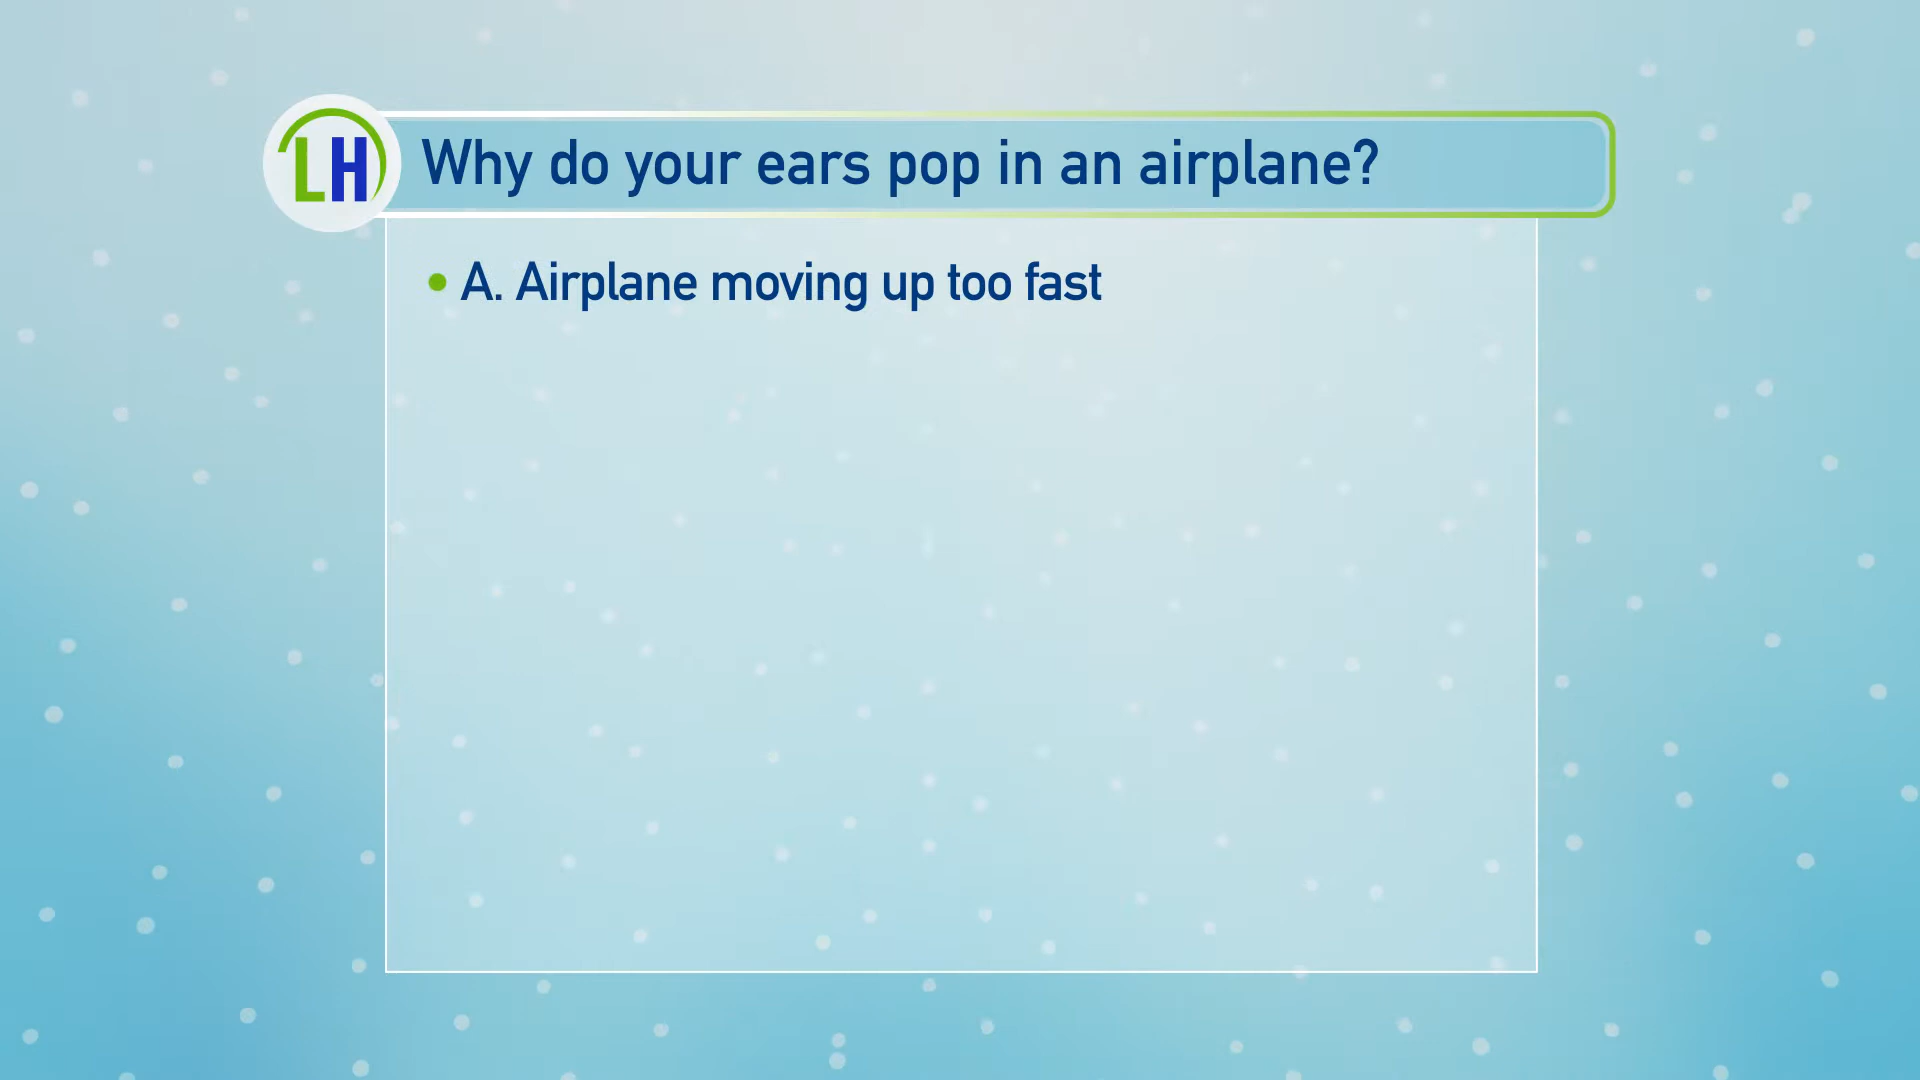 LH
Why do your ears pop in an airplane?
• A. Airplane moving up too fast